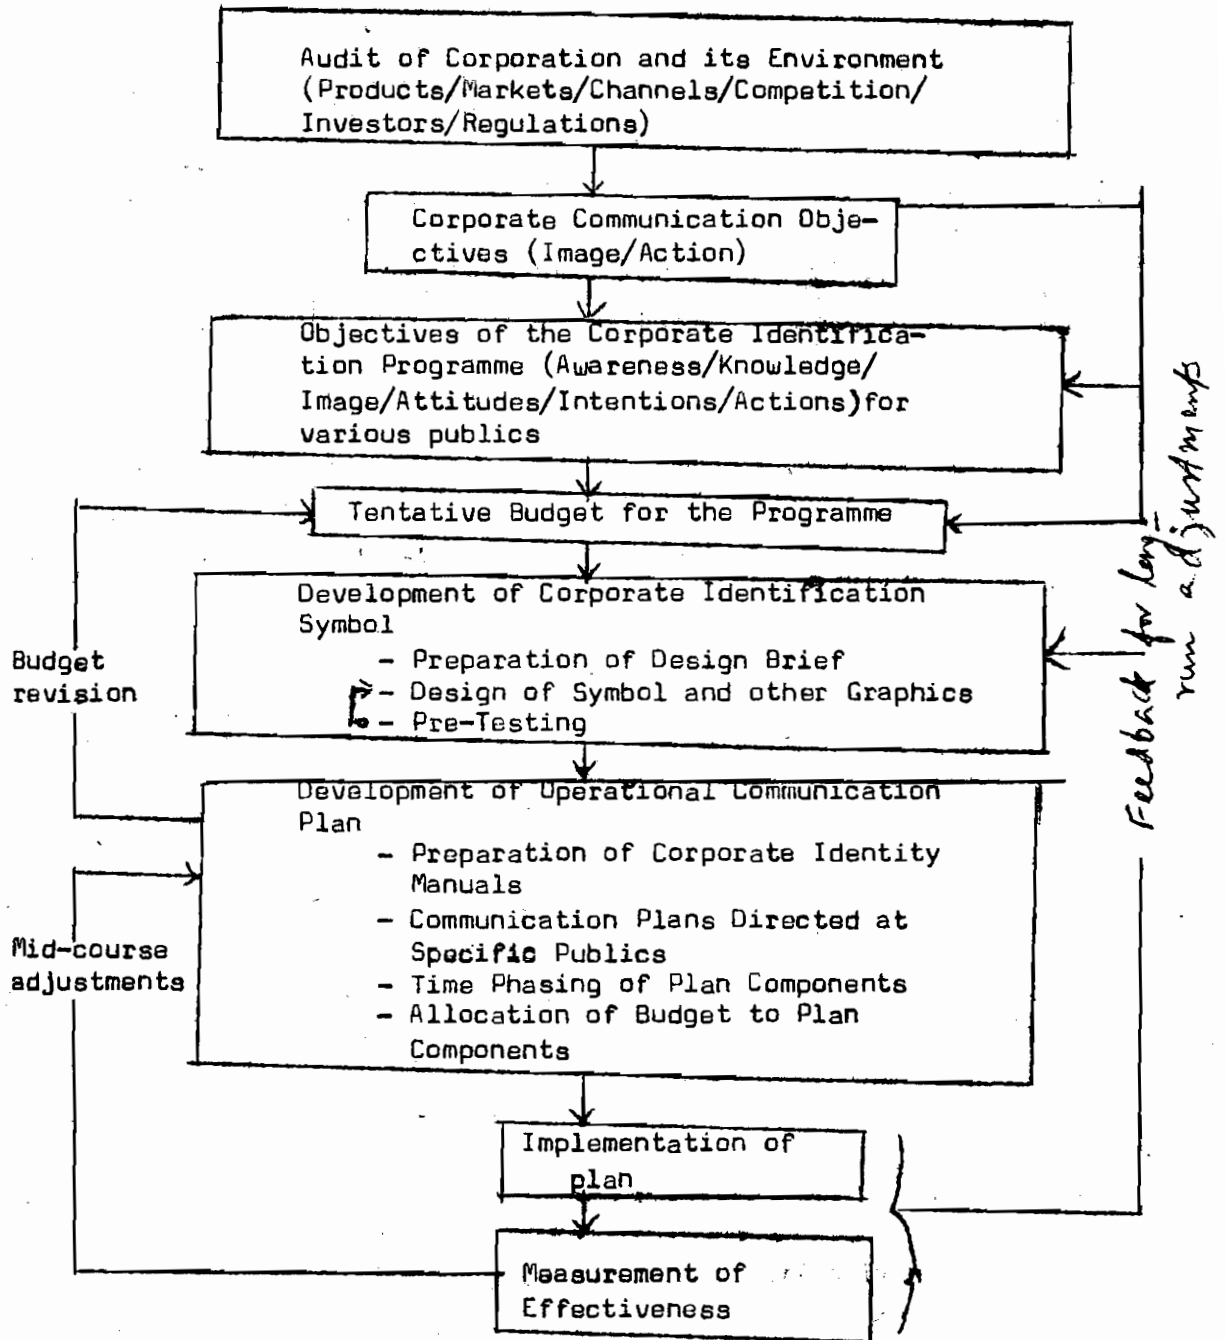 Audit of Corporation and its Environment
(Products/Markets/Channels/Competition/
Investors/Regulations)
Corporate Communication Obje-
ctives (Image/Action)
Objectives of the Corporate Identifica-
tion Programme (Awareness/Knowledge/
Image/Attitudes/Intentions/Actions)for
various publics
Tentative Budget for the Programme
Development of Corporate Identification
Symbol
- Preparation of Design Brief
- Design of Symbol and other Graphics
- Pre-Testing
Budget
revision
Development of Operational Communication
Plan
- Preparation of Corporate Identity
Manuals
- Communication Plans Directed at
Specific Publics
- Time Phasing of Plan Components
- Allocation of Budget to Plan
Components
Mid-course
adjustments
Implementation of
plan
Measurement of
Effectiveness
Feedback for long-
run adjustments